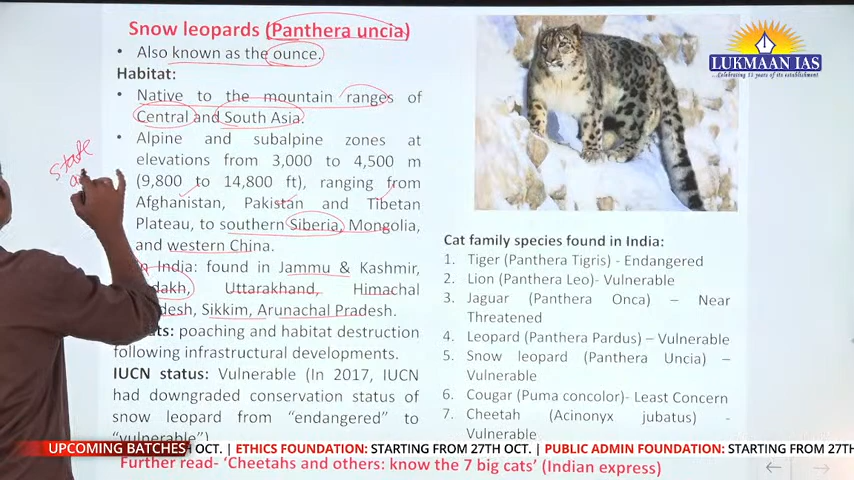 Snow leopards (Panthera uncia)
• Also known as the ounce.
Habitat:
• Native to the mountain ranges of
Central and South Asia.
• Alpine and subalpine zones at
elevations from 3,000 to 4,500 m
(9,800 to 14,800 ft), ranging from
Afghanistan, Pakistan and Tibetan
Plateau, to southern Siberia, Mongolia,
and western China.
In India: found in Jammu & Kashmir,
Uttarakhand, Himachal
Sikkim, Arunachal Pradesh.
poaching and habitat destruction
following infrastructural developments.
IUCN status: Vulnerable (In 2017, IUCN
had downgraded conservation status of
snow leopard from “endangered” to
“vulnerable”)
State
LUKMAAN IAS
...Celebrating 11 years of its establishment
Cat family species found in India:
1. Tiger (Panthera Tigris) - Endangered
2. Lion (Panthera Leo)- Vulnerable
3. Jaguar (Panthera Onca) – Near
Threatened
4. Leopard (Panthera Pardus) – Vulnerable
5. Snow leopard (Panthera Uncia) –
Vulnerable
6. Cougar (Puma concolor)- Least Concern
7. Cheetah (Acinonyx jubatus) -
Vulnerable
UPCOMING BATCHES OCT. | ETHICS FOUNDATION: STARTING FROM 27TH OCT. | PUBLIC ADMIN FOUNDATION: STARTING FROM 27TH
Further read- ‘Cheetahs and others: know the 7 big cats’ (Indian express)